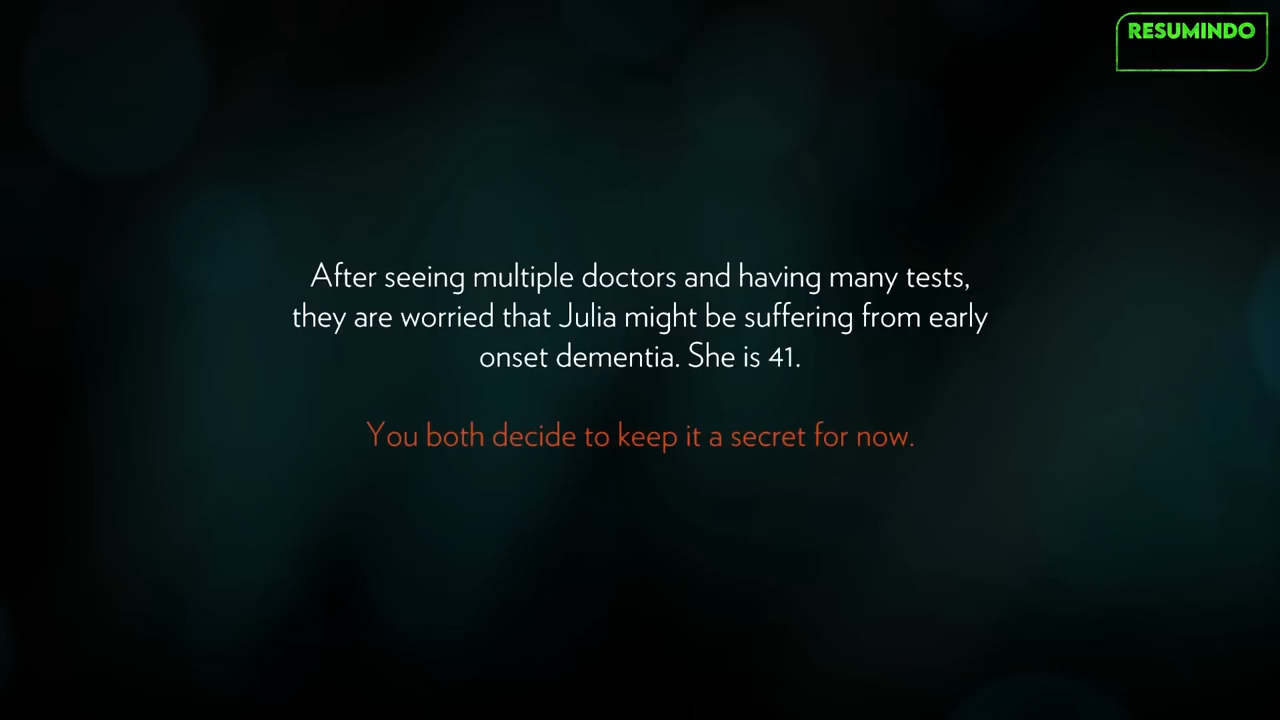 RESUMINDO
After seeing multiple doctors and having many tests,
they are worried that Julia might be suffering from early
onset dementia. She is 41.
You both decide to keep it a secret for now.